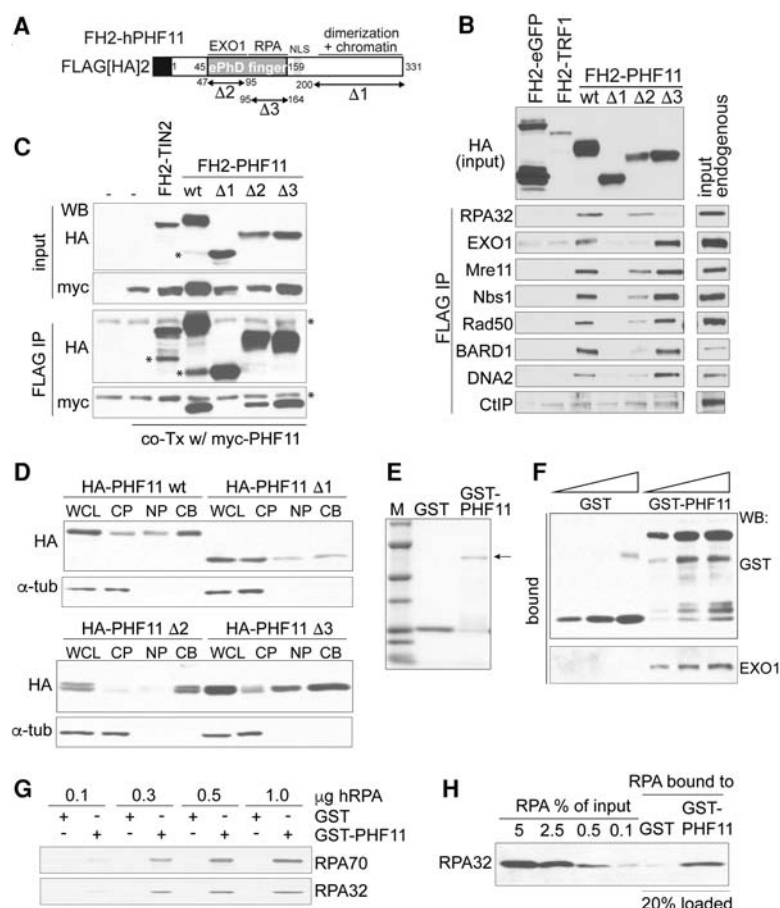 A
FH2-hPHF11
EXO1 RPA NLS dimerization + chromatin
FLAG[HA]2 1 45 ePhD finger 159 331
47 Δ2 95 200
95 Δ3 164 Δ1
B
FH2-eGFP
FH2-TRF1
FH2-PHF11
wt Δ1 Δ2 Δ3
HA (input)
input endogenous
FLAG IP
RPA32
EXO1
Mre11
Nbs1
Rad50
BARD1
DNA2
CtIP
C
FH2-TIN2
FH2-PHF11
- - wt Δ1 Δ2 Δ3
WB
input
HA
*
myc
FLAG IP
HA
*
*
*
myc
*
co-Tx w/ myc-PHF11
D
HA-PHF11 wt HA-PHF11 Δ1
WCL CP NP CB WCL CP NP CB
HA
α-tub
HA-PHF11 Δ2 HA-PHF11 Δ3
WCL CP NP CB WCL CP NP CB
HA
α-tub
E
M GST GST-PHF11
F
GST GST-PHF11
WB:
bound
GST
EXO1
G
0.1 0.3 0.5 1.0 μg hRPA
+ - + - + - + - GST
- + - + - + - + GST-PHF11
RPA70
RPA32
H
RPA bound to
RPA % of input
5 2.5 0.5 0.1 GST GST-PHF11
RPA32
20% loaded